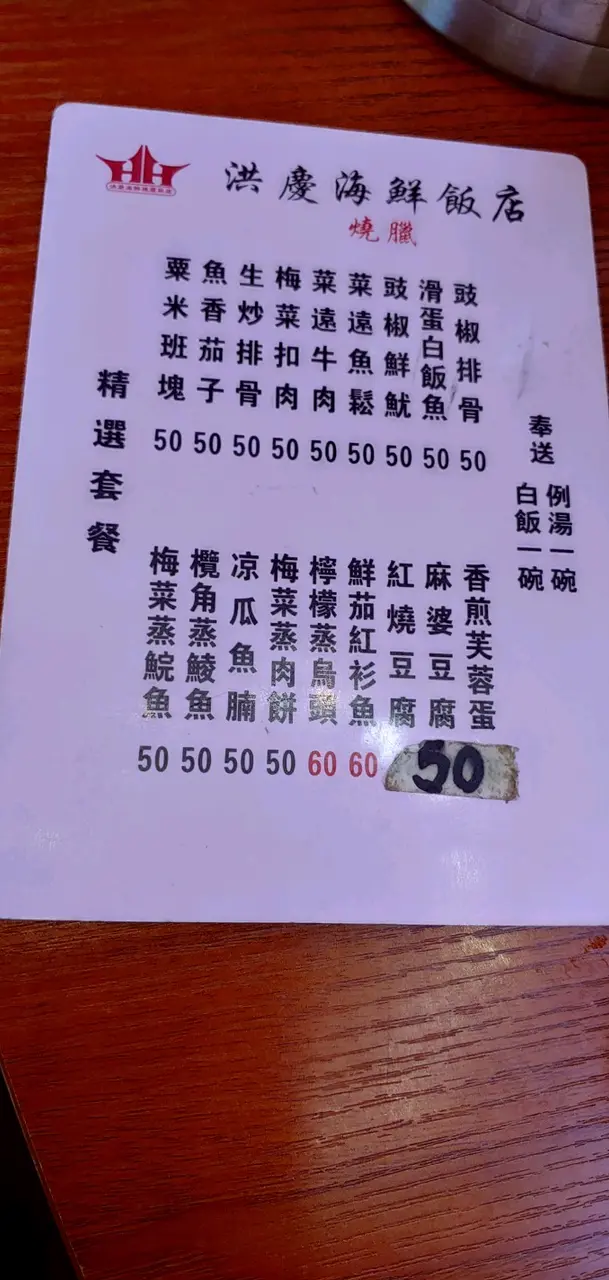 洪慶海鮮飯店
燒臘
奉送
例湯一碗
白飯一碗
豉椒排骨 50
滑蛋白飯魚 50
豉椒鮮魷 50
菜遠魚鬆 50
菜遠牛肉 50
梅菜扣肉 50
生炒排骨 50
魚香茄子 50
粟米班塊 50
精選套餐
香煎芙蓉蛋
麻婆豆腐
紅燒豆腐
50
鮮茄紅衫魚 60
檸檬蒸烏頭 60
梅菜蒸肉餅 50
凉瓜魚腩 50
欖角蒸鯪魚 50
梅菜蒸鯇魚 50